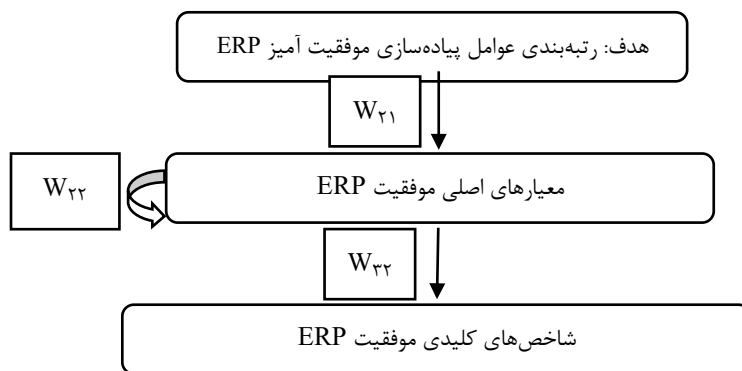 هدف: رتبه‌بندی عوامل پیاده‌سازی موفقیت آمیز ERP
W۲۱
معیارهای اصلی موفقیت ERP
W۲۲
W۳۲
شاخص‌های کلیدی موفقیت ERP